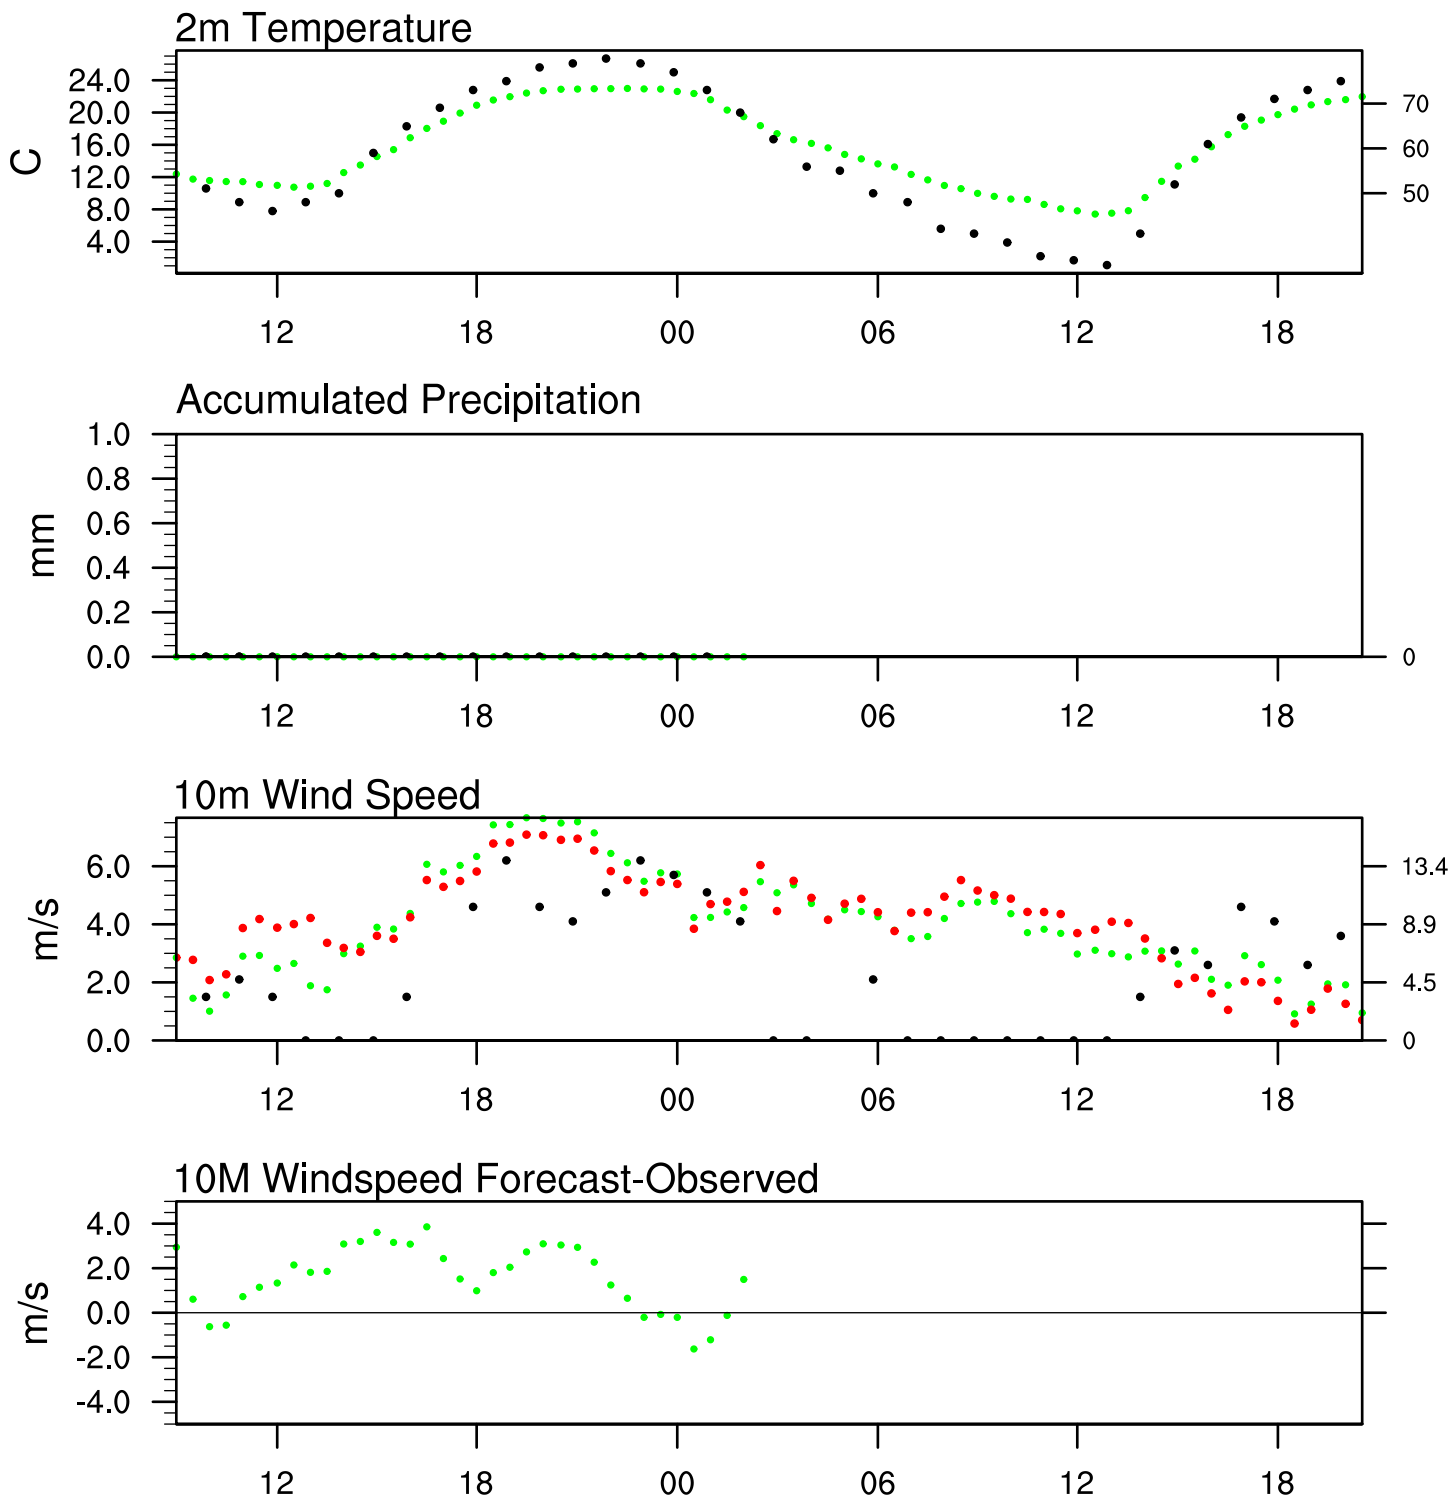 2m Temperature
24.0
20.0
16.0
12.0
8.0
4.0
C
70
60
50
12 18 00 06 12 18
Accumulated Precipitation
1.0
0.8
0.6
0.4
0.2
0.0
mm
0
12 18 00 06 12 18
10m Wind Speed
6.0
4.0
2.0
0.0
m/s
13.4
8.9
4.5
0
12 18 00 06 12 18
10M Windspeed Forecast-Observed
4.0
2.0
0.0
-2.0
-4.0
m/s
12 18 00 06 12 18